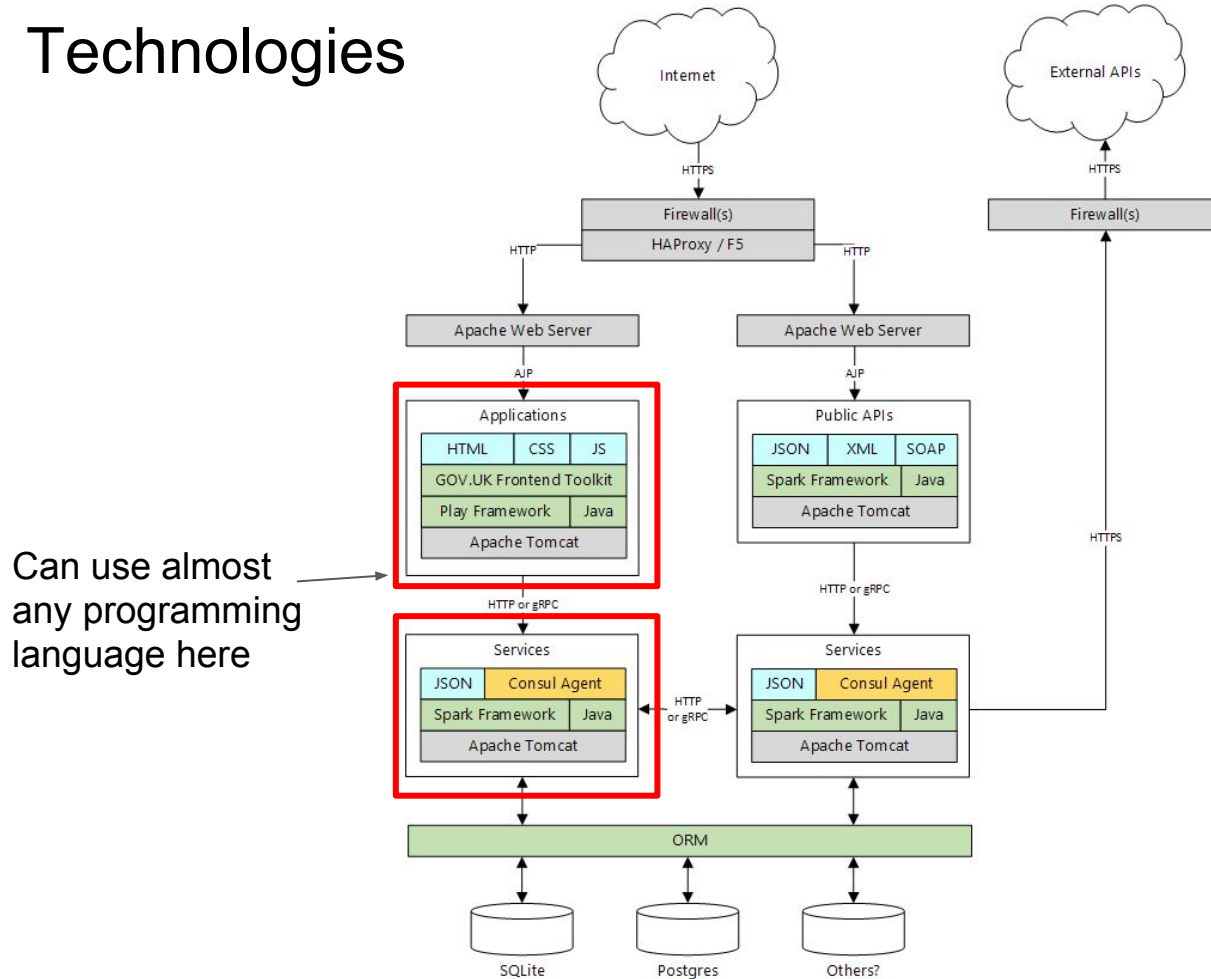 Technologies
Internet
External APIs
HTTPS
HTTPS
Firewall(s)
Firewall(s)
HAProxy / F5
HTTP
HTTP
Apache Web Server
Apache Web Server
AJP
AJP
Applications
HTML CSS JS
GOV.UK Frontend Toolkit
Play Framework Java
Apache Tomcat
Public APIs
JSON XML SOAP
Spark Framework Java
Apache Tomcat
HTTPS
Can use almost
any programming
language here
HTTP or gRPC
HTTP or gRPC
Services
JSON Consul Agent
Spark Framework Java
Apache Tomcat
HTTP
or gRPC
Services
JSON Consul Agent
Spark Framework Java
Apache Tomcat
ORM
SQLite
Postgres
Others?